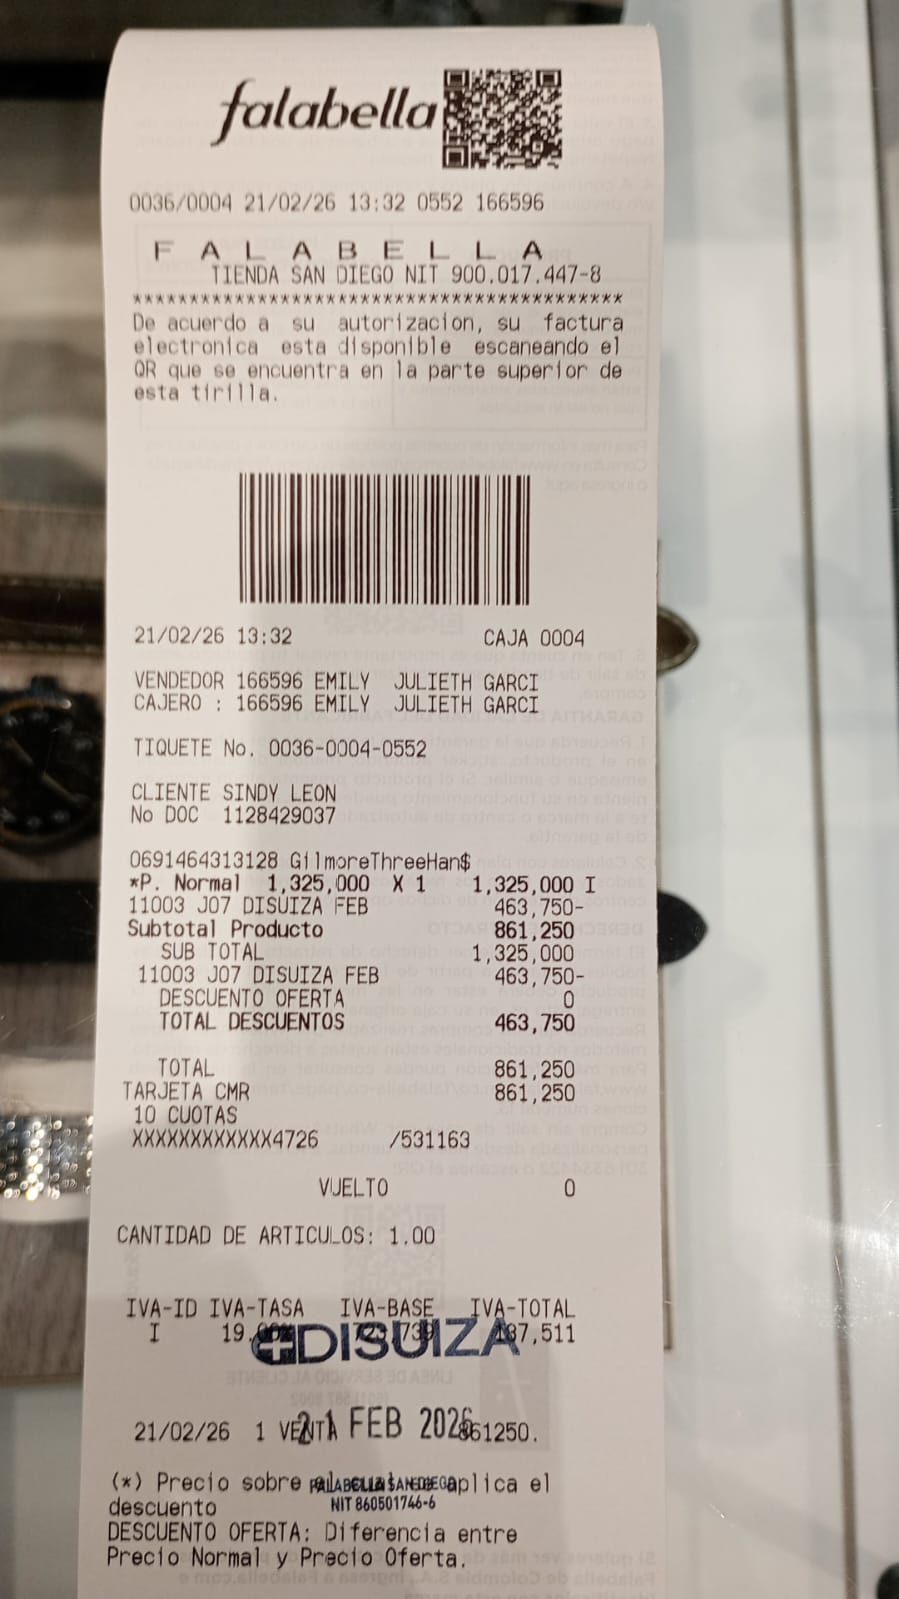 falabella
0036/0004 21/02/26 13:32 0552 166596
F A L A B E L L A
TIENDA SAN DIEGO NIT 900.017.447-8
*******************************************
De acuerdo a su autorizacion, su factura
electronica esta disponible escaneando el
QR que se encuentra en la parte superior de
esta tirilla.
21/02/26 13:32 CAJA 0004
VENDEDOR 166596 EMILY JULIETH GARCI
CAJERO : 166596 EMILY JULIETH GARCI
TIQUETE No. 0036-0004-0552
CLIENTE SINDY LEON
No DOC 1128429037
0691464313128 GilmoreThreeHan$
*P. Normal 1,325,000 X 1 1,325,000 I
11003 J07 DISUIZA FEB 463,750-
Subtotal Producto 861,250
SUB TOTAL 1,325,000
11003 J07 DISUIZA FEB 463,750-
DESCUENTO OFERTA 0
TOTAL DESCUENTOS 463,750
TOTAL 861,250
TARJETA CMR 861,250
10 CUOTAS
XXXXXXXXXXXX4726 /531163
VUELTO 0
CANTIDAD DE ARTICULOS: 1.00
IVA-ID IVA-TASA IVA-BASE IVA-TOTAL
I
DISUIZA
21/02/26 1 VENTA 861250.
21 FEB 2026
(*) Precio sobre aplica el
FALABELLA SAN DIEGO
descuento
NIT 860501746-6
DESCUENTO OFERTA: Diferencia entre
Precio Normal y Precio Oferta.